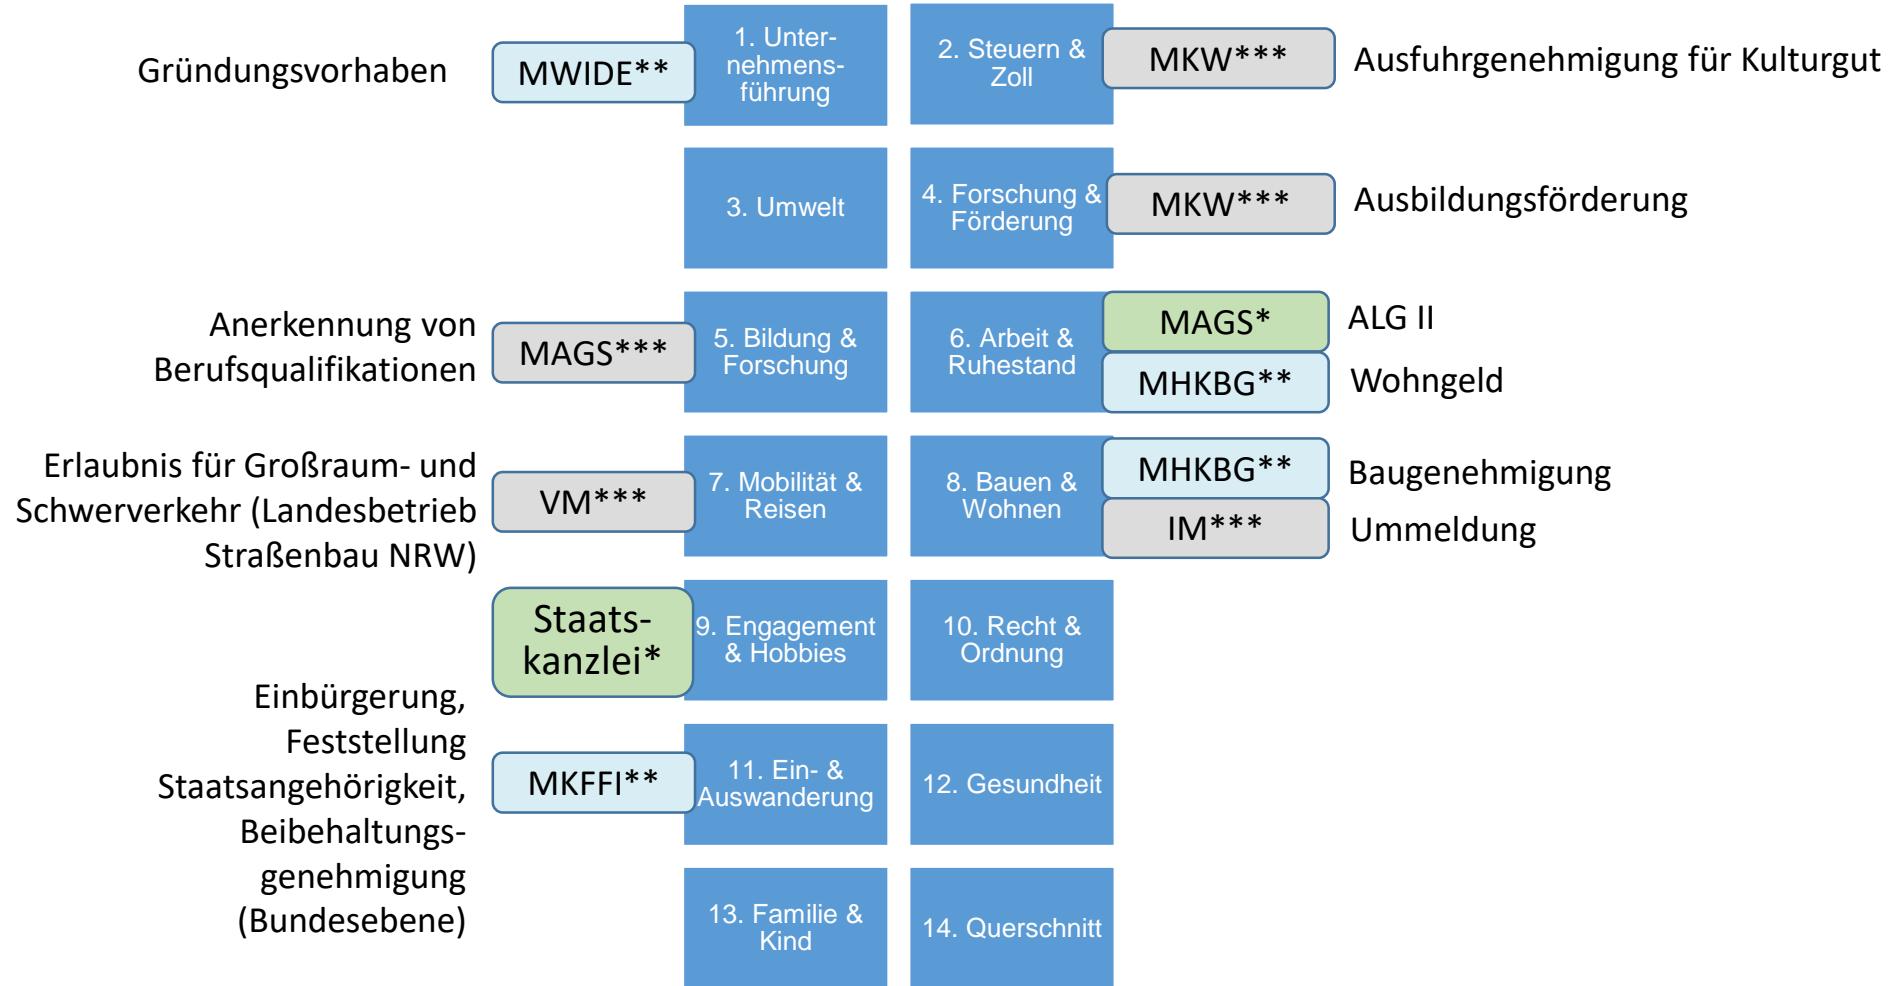 Gründungsvorhaben
MWIDE**
1. Unter-
nehmens-
führung
2. Steuern &
Zoll
MKW***
Ausfuhrgenehmigung für Kulturgut
3. Umwelt
4. Forschung &
Förderung
MKW***
Ausbildungsförderung
Anerkennung von
Berufsqualifikationen
MAGS***
5. Bildung &
Forschung
6. Arbeit &
Ruhestand
MAGS*
ALG II
MHKBG**
Wohngeld
Erlaubnis für Großraum- und
Schwerverkehr (Landesbetrieb
Straßenbau NRW)
VM***
7. Mobilität &
Reisen
8. Bauen &
Wohnen
MHKBG**
Baugenehmigung
IM***
Ummeldung
Staats-
kanzlei*
9. Engagement
& Hobbies
10. Recht &
Ordnung
Einbürgerung,
Feststellung
Staatsangehörigkeit,
Beibehaltungs-
genehmigung
(Bundesebene)
MKFFI**
11. Ein- &
Auswanderung
12. Gesundheit
13. Familie &
Kind
14. Querschnitt